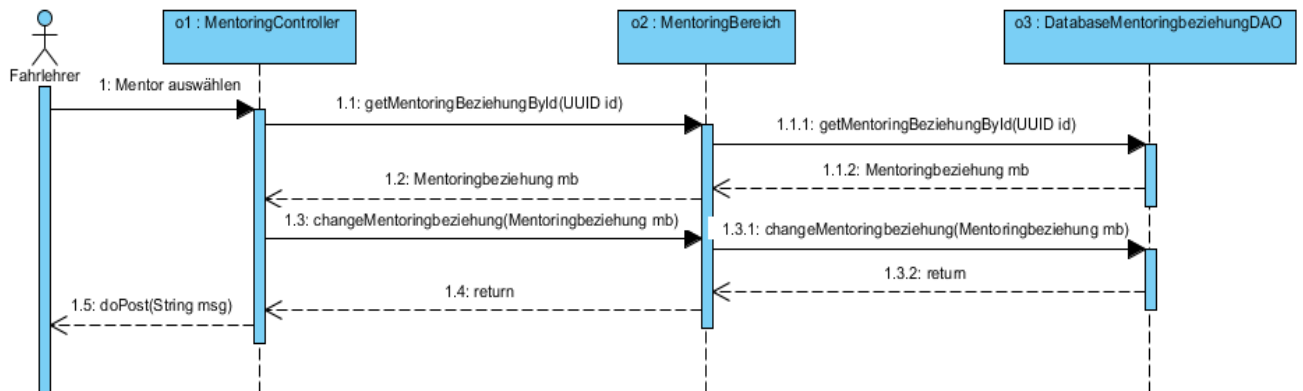 o1 : MentoringController
o2 : MentoringBereich
o3 : DatabaseMentoringbeziehungDAO
Fahrlehrer
1: Mentor auswählen
1.1: getMentoringBeziehungById(UUID id)
1.1.1: getMentoringBeziehungById(UUID id)
1.1.2: Mentoringbeziehung mb
1.2: Mentoringbeziehung mb
1.3: changeMentoringbeziehung(Mentoringbeziehung mb)
1.3.1: changeMentoringbeziehung(Mentoringbeziehung mb)
1.3.2: return
1.4: return
1.5: doPost(String msg)